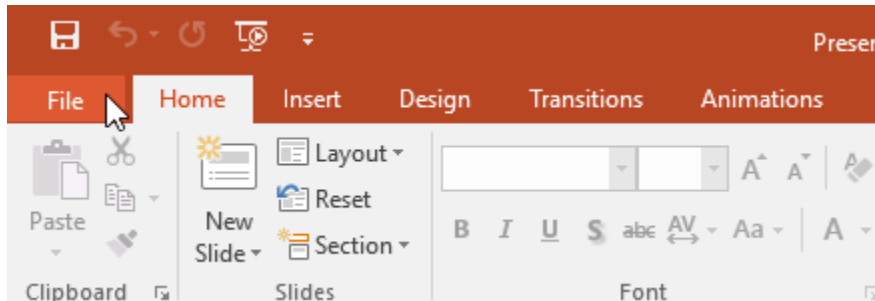 Preser
File Home Insert Design Transitions Animations
Paste
New
Slide
Layout
Reset
Section
B I U S abc AV Aa A
A A A
Clipboard Slides Font